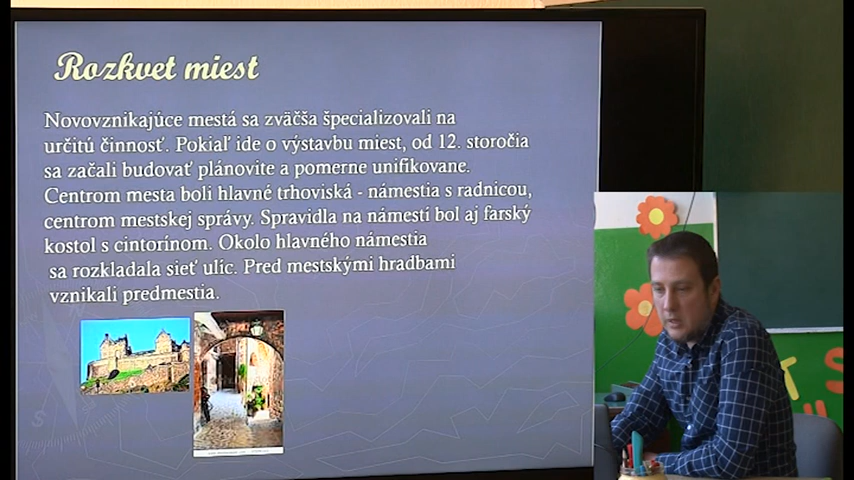 Rozkvet miest
Novovznikajúce mestá sa zväčša špecializovali na
určitú činnosť. Pokiaľ ide o výstavbu miest, od 12. storočia
sa začali budovať plánovite a pomerne unifikovane.
Centrom mesta boli hlavné trhoviská - námestia s radnicou,
centrom mestskej správy. Spravidla na námestí bol aj farský
kostol s cintorínom. Okolo hlavného námestia
sa rozkladala sieť ulíc. Pred mestskými hradbami
vznikali predmestia.